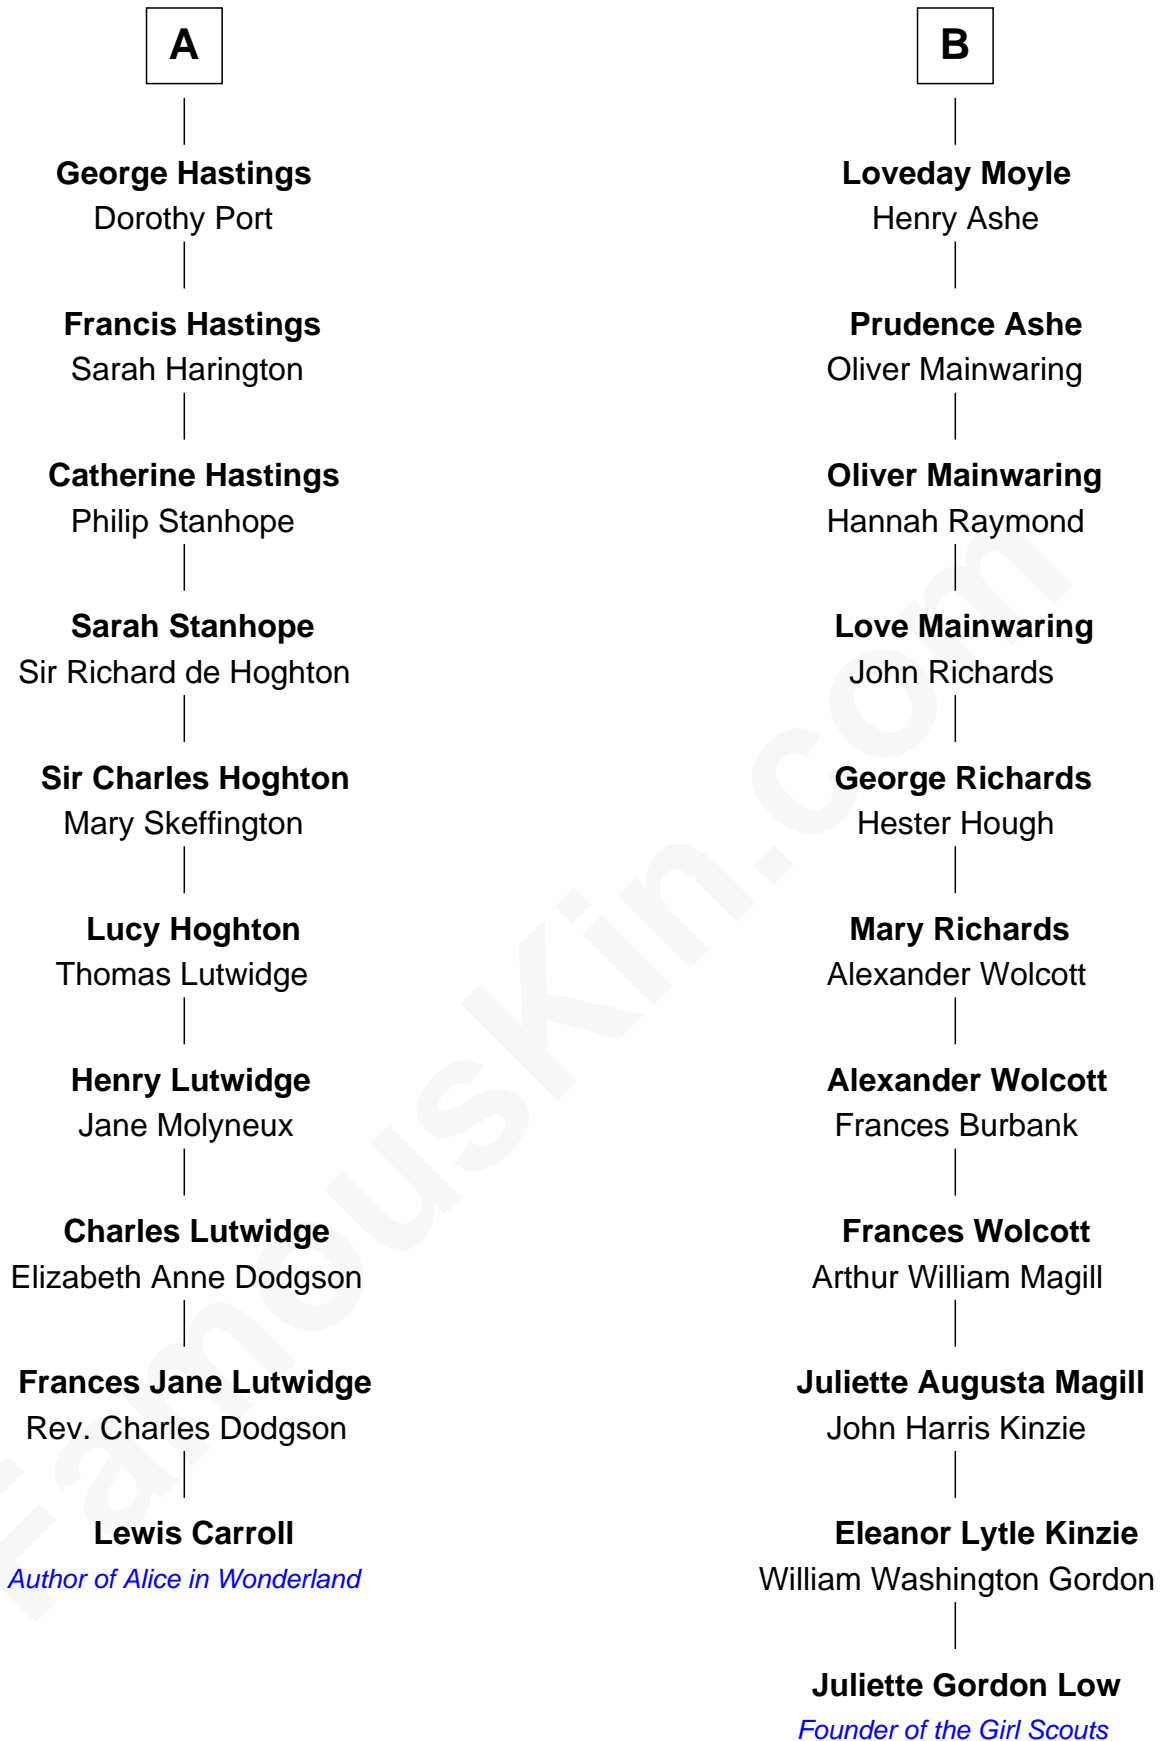 A
George Hastings
Dorothy Port
Francis Hastings
Sarah Harington
Catherine Hastings
Philip Stanhope
Sarah Stanhope
Sir Richard de Hoghton
Sir Charles Hoghton
Mary Skeffington
Lucy Hoghton
Thomas Lutwidge
Henry Lutwidge
Jane Molyneux
Charles Lutwidge
Elizabeth Anne Dodgson
Frances Jane Lutwidge
Rev. Charles Dodgson
Lewis Carroll
Author of Alice in Wonderland
B
Loveday Moyle
Henry Ashe
Prudence Ashe
Oliver Mainwaring
Oliver Mainwaring
Hannah Raymond
Love Mainwaring
John Richards
George Richards
Hester Hough
Mary Richards
Alexander Wolcott
Alexander Wolcott
Frances Burbank
Frances Wolcott
Arthur William Magill
Juliette Augusta Magill
John Harris Kinzie
Eleanor Lytle Kinzie
William Washington Gordon
Juliette Gordon Low
Founder of the Girl Scouts
FamousKin.com